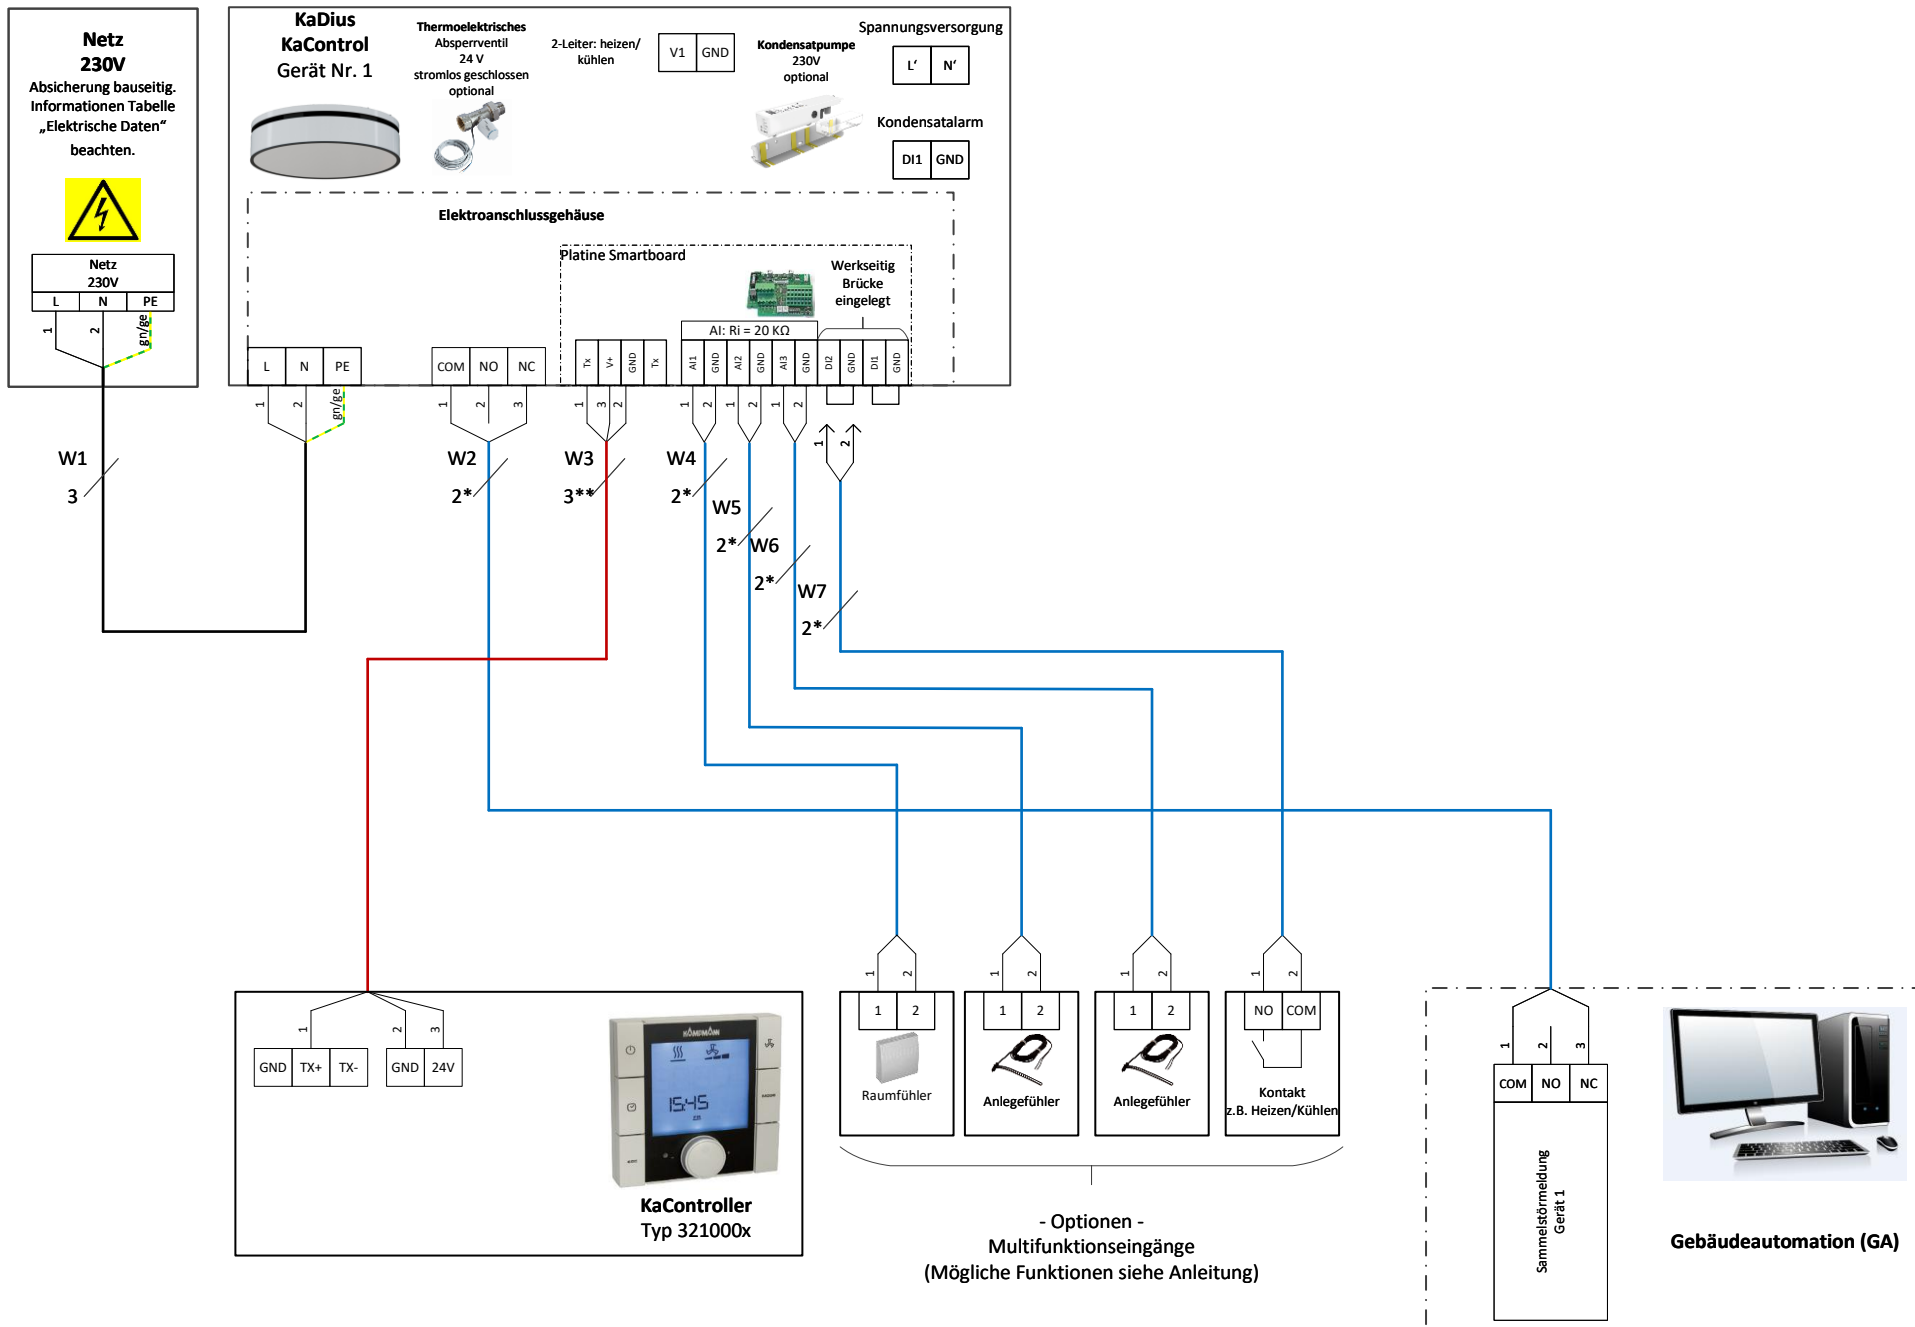 Netz
230V
Absicherung bauseitig.
Informationen Tabelle
„Elektrische Daten“
beachten.
Netz
230V
L N PE
1 2 gn/ge
KaDius
KaControl
Gerät Nr. 1
Thermoelektrisches
Absperrventil
24 V
stromlos geschlossen
optional
2-Leiter: heizen/
kühlen
V1 GND
Kondensatpumpe
230V
optional
Spannungsversorgung
L‘ N‘
Kondensatalarm
DI1 GND
Elektroanschlussgehäuse
Platine Smartboard
Werkseitig
Brücke
eingelegt
AI: Ri = 20 KΩ
L N PE
COM NO NC
Tx V+ GND Tx
AI1 GND AI2 GND AI3 GND DI2 GND DI1 GND
1 2 gn/ge
1 2 3
1 3 2
1 2 1 2 1 2
1 2
W1
3
W2
2*
W3
3**
W4
2*
W5
2*
W6
2*
W7
2*
1 2 3
GND TX+ TX- GND 24V
KAMPMANN
15:45
KaController
Typ 321000x
1 2
1 2
Raumfühler
1 2
1 2
Anlegefühler
1 2
1 2
Anlegefühler
1 2
NO COM
Kontakt
z.B. Heizen/Kühlen
- Optionen -
Multifunktionseingänge
(Mögliche Funktionen siehe Anleitung)
1 2 3
COM NO NC
Sammelstörmeldung
Gerät 1
Gebäudeautomation (GA)